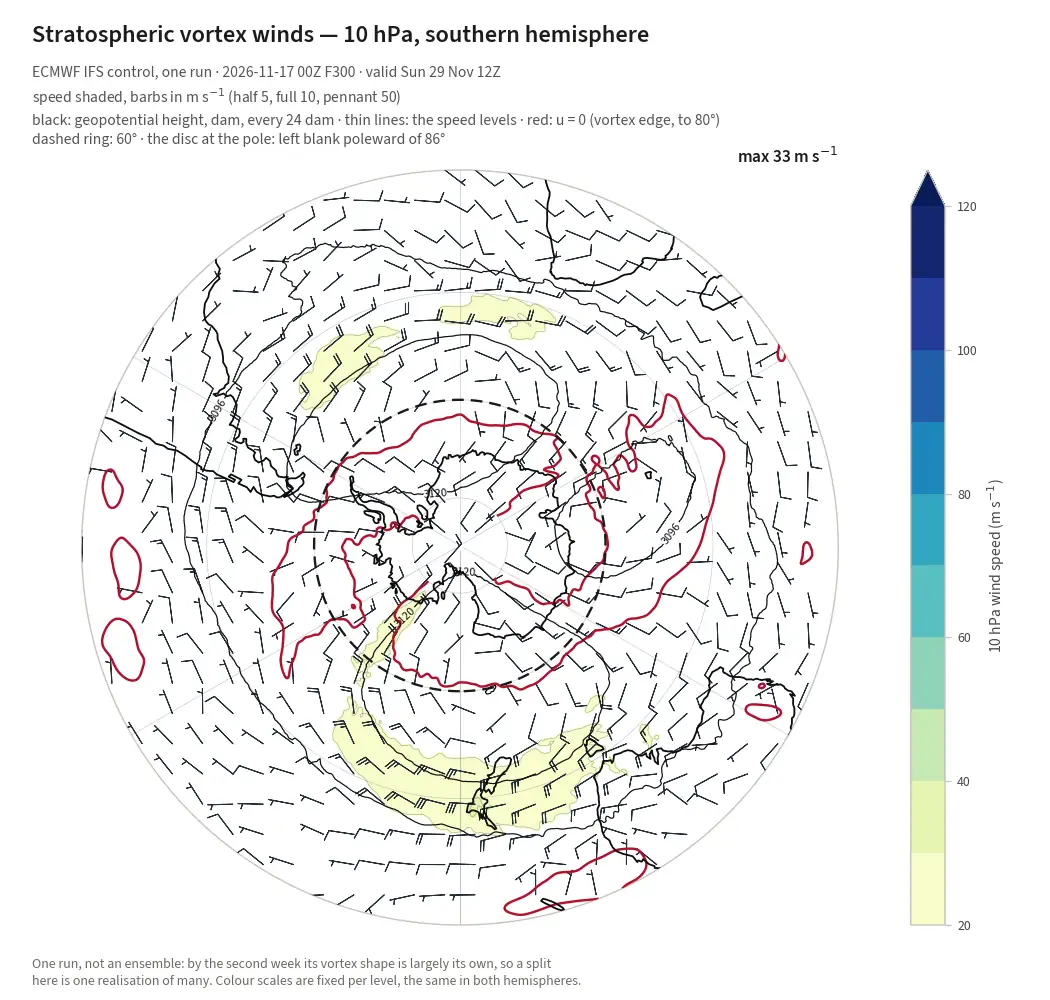 Stratospheric vortex winds — 10 hPa, southern hemisphere
ECMWF IFS control, one run · 2026-11-17 00Z F300 · valid Sun 29 Nov 12Z
speed shaded, barbs in m s⁻¹ (half 5, full 10, pennant 50)
black: geopotential height, dam, every 24 dam · thin lines: the speed levels · red: u = 0 (vortex edge, to 80°)
dashed ring: 60° · the disc at the pole: left blank poleward of 86°
max 33 m s⁻¹
120
100
80
60
40
20
10 hPa wind speed (m s⁻¹)
3096
3120
3096
3120
3120
One run, not an ensemble: by the second week its vortex shape is largely its own, so a split
here is one realisation of many. Colour scales are fixed per level, the same in both hemispheres.